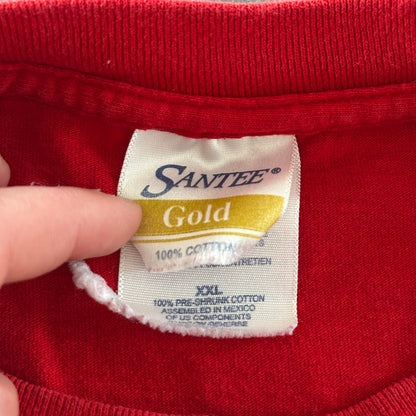 SANTEE®
Gold
100% COTTON
XXL
100% PRE-SHRUNK COTTON
ASSEMBLED IN MEXICO
OF US COMPONENTS